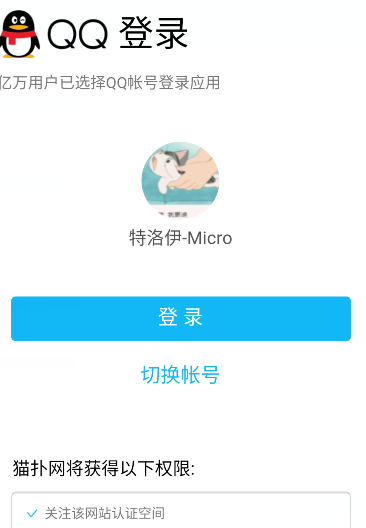 QQ 登录
亿万用户已选择QQ帐号登录应用
特洛伊-Micro
登 录
切换帐号
猫扑网将获得以下权限:
关注该网站认证空间